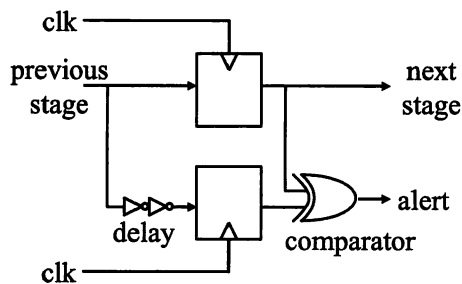 clk
previous
stage
next
stage
delay
alert
comparator
clk